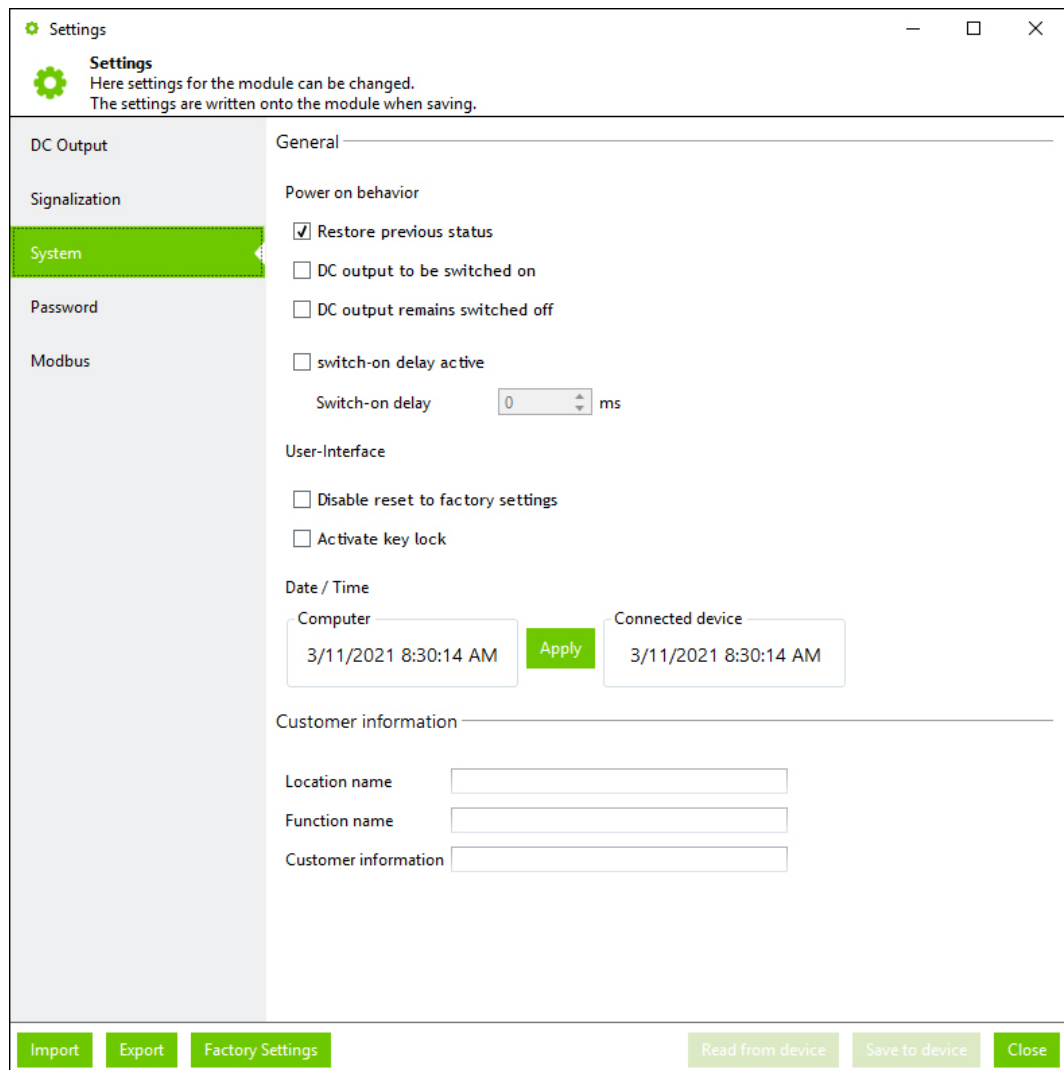 Settings
Settings
Here settings for the module can be changed.
The settings are written onto the module when saving.
DC Output
Signalization
System
Password
Modbus
General
Power on behavior
Restore previous status
DC output to be switched on
DC output remains switched off
switch-on delay active
Switch-on delay 0 ms
User-Interface
Disable reset to factory settings
Activate key lock
Date / Time
Computer
3/11/2021 8:30:14 AM
Apply
Connected device
3/11/2021 8:30:14 AM
Customer information
Location name
Function name
Customer information
Import Export Factory Settings Read from device Save to device Close